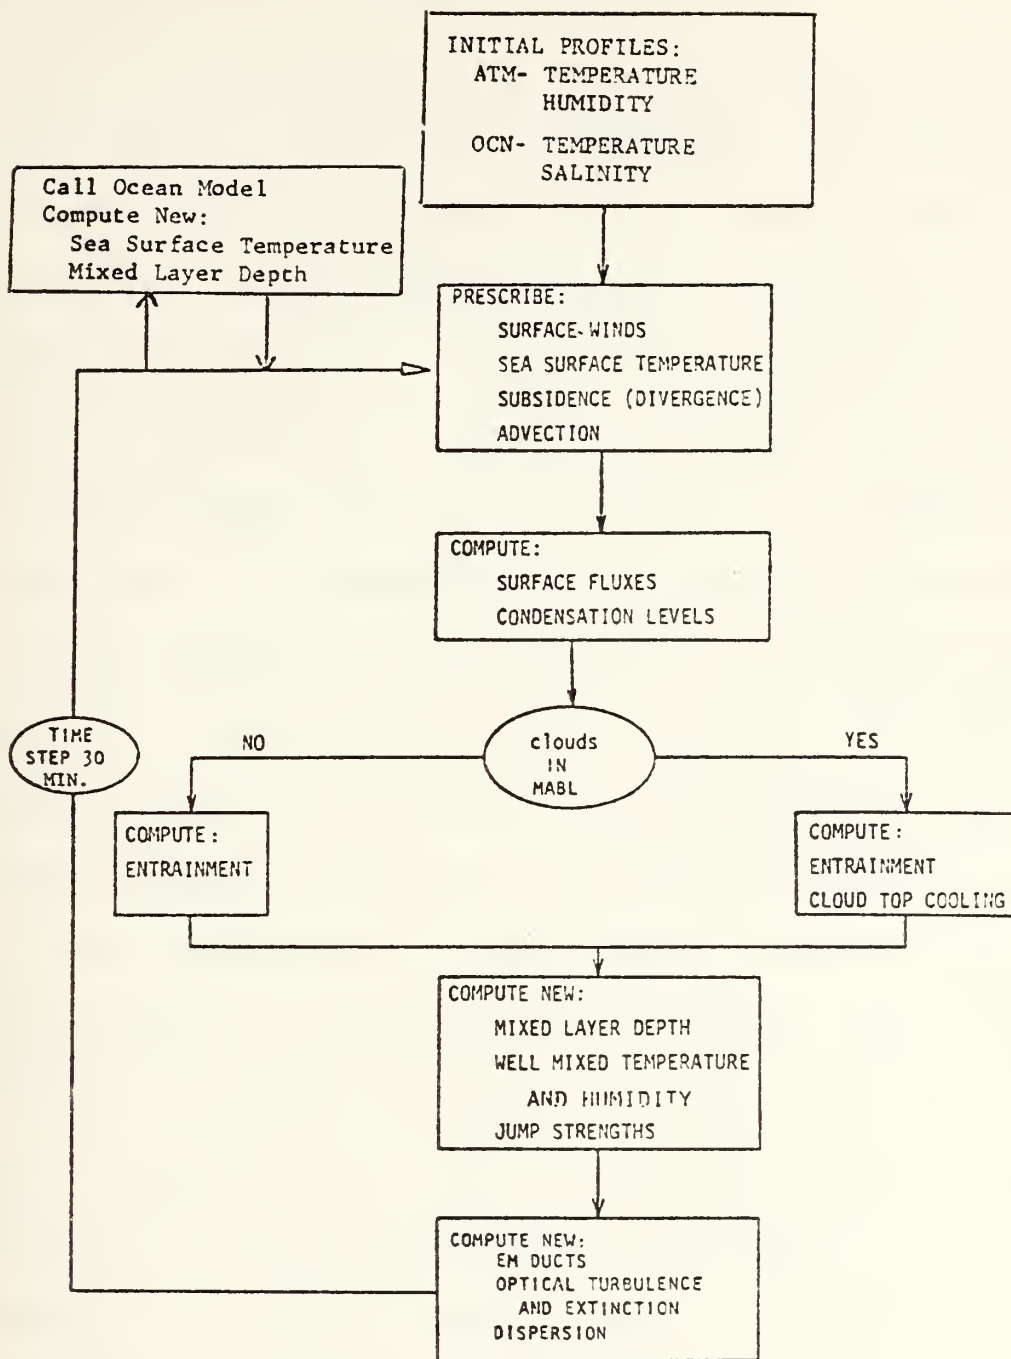 INITIAL PROFILES:
ATM- TEMPERATURE
HUMIDITY
OCN- TEMPERATURE
SALINITY
Call Ocean Model
Compute New:
Sea Surface Temperature
Mixed Layer Depth
PRESCRIBE:
SURFACE-WINDS
SEA SURFACE TEMPERATURE
SUBSIDENCE (DIVERGENCE)
ADVECTION
COMPUTE:
SURFACE FLUXES
CONDENSATION LEVELS
TIME
STEP 30
MIN.
NO
clouds
IN
MABL
YES
COMPUTE:
ENTRAINMENT
COMPUTE:
ENTRAINMENT
CLOUD TOP COOLING
COMPUTE NEW:
MIXED LAYER DEPTH
WELL MIXED TEMPERATURE
AND HUMIDITY
JUMP STRENGTHS
COMPUTE NEW:
EM DUCTS
OPTICAL TURBULENCE
AND EXTINCTION
DISPERSION